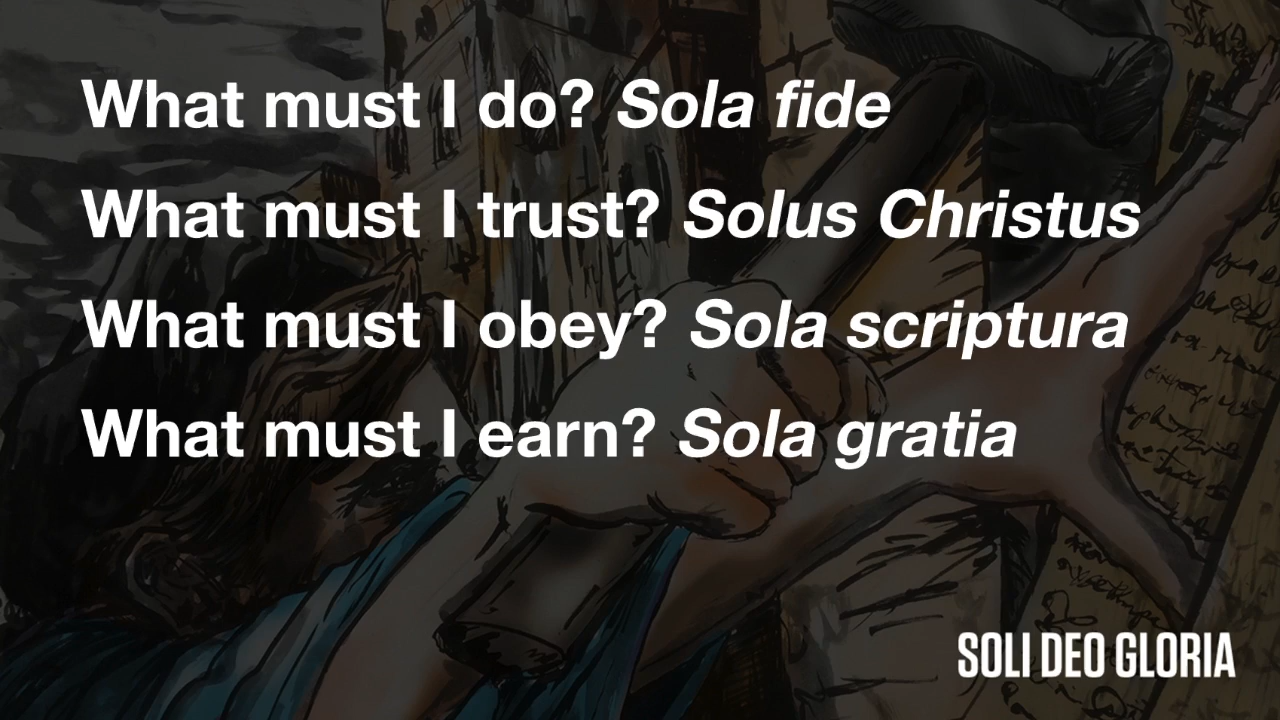 What must I do? Sola fide
What must I trust? Solus Christus
What must I obey? Sola scriptura
What must I earn? Sola gratia
SOLI DEO GLORIA